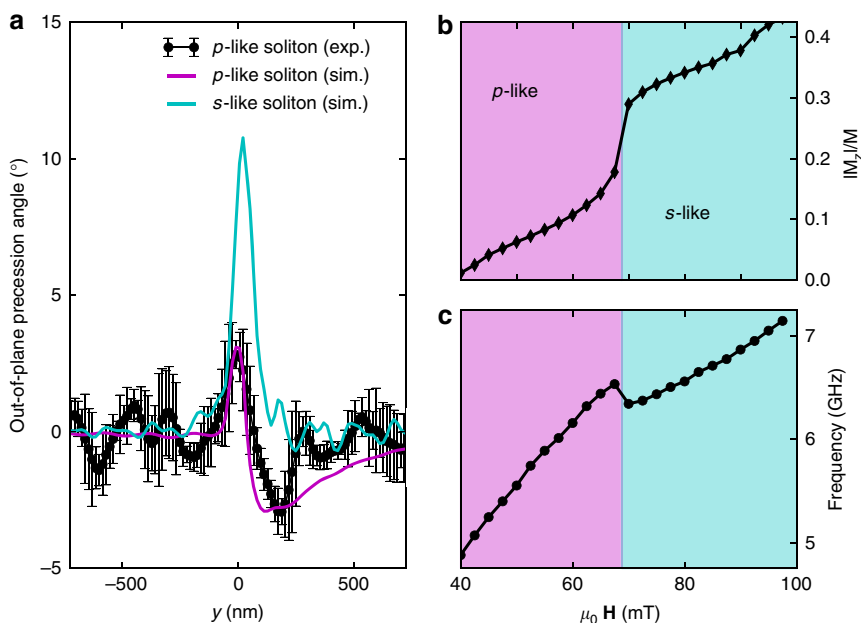 a
15
10
5
0
−5
Out-of-plane precession angle (°)
p-like soliton (exp.)
p-like soliton (sim.)
s-like soliton (sim.)
−500
0
500
y (nm)
b
p-like
s-like
0.4
0.3
0.2
0.1
0.0
|Mz|/M
c
7
6
5
Frequency (GHz)
40
60
80
100
μ0 H (mT)